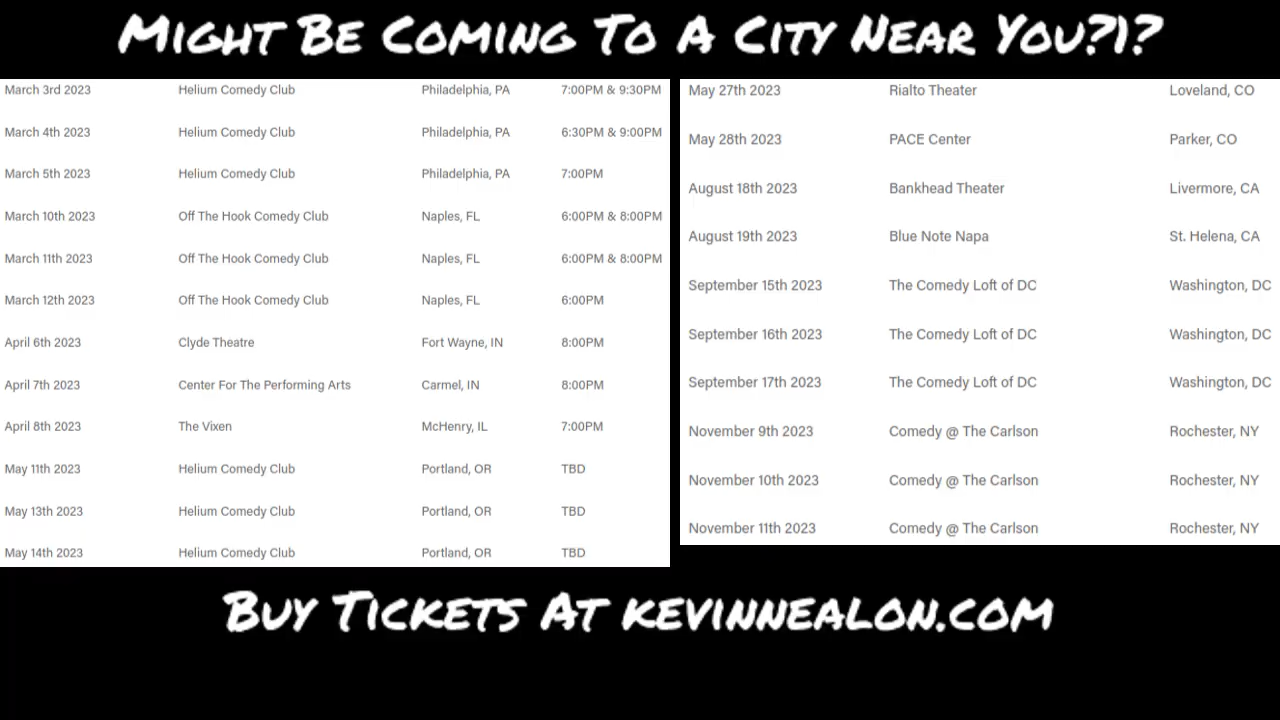 Might Be Coming To A City Near You?!?
March 3rd 2023 Helium Comedy Club Philadelphia, PA 7:00PM & 9:30PM
March 4th 2023 Helium Comedy Club Philadelphia, PA 6:30PM & 9:00PM
March 5th 2023 Helium Comedy Club Philadelphia, PA 7:00PM
March 10th 2023 Off The Hook Comedy Club Naples, FL 6:00PM & 8:00PM
March 11th 2023 Off The Hook Comedy Club Naples, FL 6:00PM & 8:00PM
March 12th 2023 Off The Hook Comedy Club Naples, FL 6:00PM
April 6th 2023 Clyde Theatre Fort Wayne, IN 8:00PM
April 7th 2023 Center For The Performing Arts Carmel, IN 8:00PM
April 8th 2023 The Vixen McHenry, IL 7:00PM
May 11th 2023 Helium Comedy Club Portland, OR TBD
May 13th 2023 Helium Comedy Club Portland, OR TBD
May 14th 2023 Helium Comedy Club Portland, OR TBD
May 27th 2023 Rialto Theater Loveland, CO
May 28th 2023 PACE Center Parker, CO
August 18th 2023 Bankhead Theater Livermore, CA
August 19th 2023 Blue Note Napa St. Helena, CA
September 15th 2023 The Comedy Loft of DC Washington, DC
September 16th 2023 The Comedy Loft of DC Washington, DC
September 17th 2023 The Comedy Loft of DC Washington, DC
November 9th 2023 Comedy @ The Carlson Rochester, NY
November 10th 2023 Comedy @ The Carlson Rochester, NY
November 11th 2023 Comedy @ The Carlson Rochester, NY
Buy Tickets At kevinnealon.com